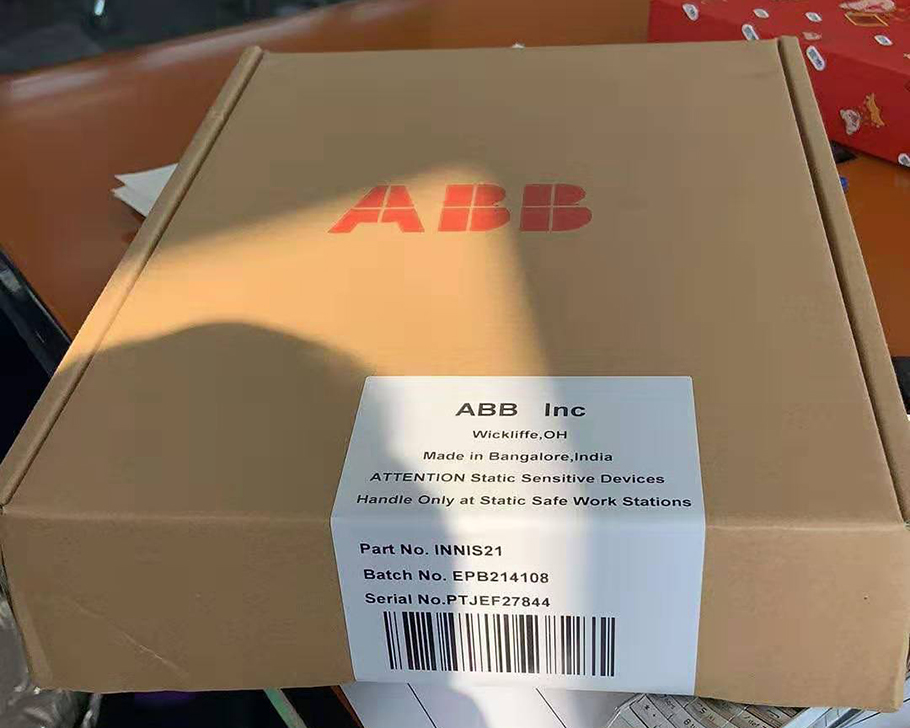 ABB
ABB Inc
Wickliffe,OH
Made in Bangalore,India
ATTENTION Static Sensitive Devices
Handle Only at Static Safe Work Stations
Part No. INNIS21
Batch No. EPB214108
Serial No.PTJEF27844